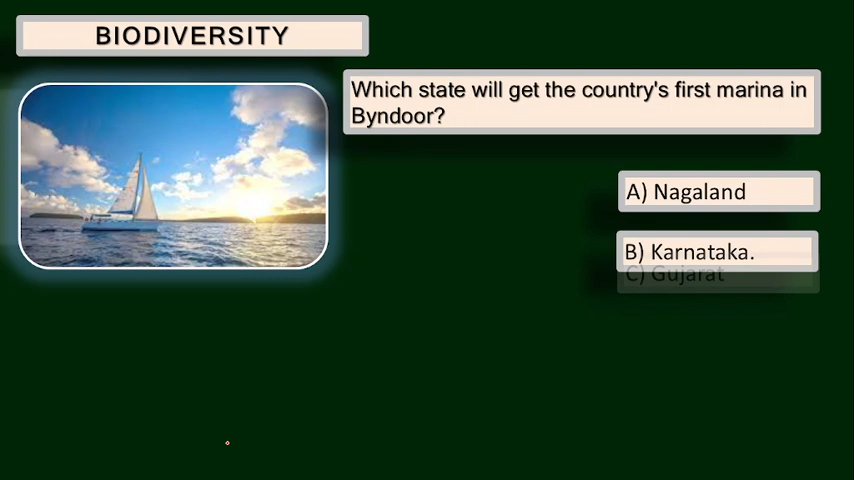 BIODIVERSITY
Which state will get the country's first marina in
Byndoor?
A) Nagaland
B) Karnataka.
C) Gujarat